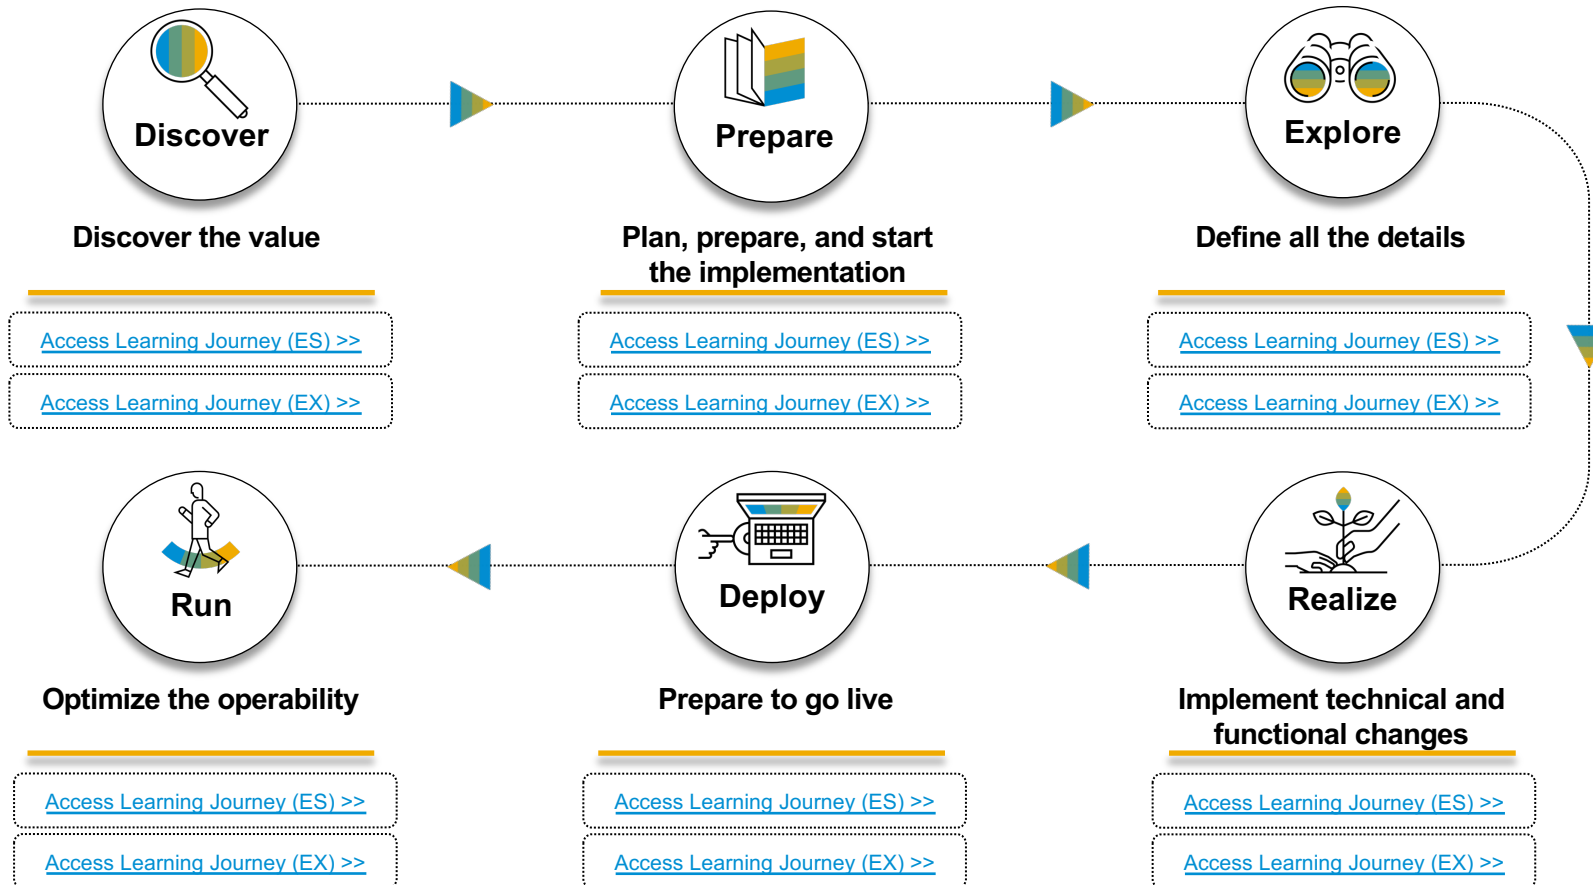 Discover
Prepare
Explore
Discover the value
Plan, prepare, and start
the implementation
Define all the details
Access Learning Journey (ES) >>
Access Learning Journey (ES) >>
Access Learning Journey (ES) >>
Access Learning Journey (EX) >>
Access Learning Journey (EX) >>
Access Learning Journey (EX) >>
Run
Deploy
Realize
Optimize the operability
Prepare to go live
Implement technical and
functional changes
Access Learning Journey (ES) >>
Access Learning Journey (ES) >>
Access Learning Journey (ES) >>
Access Learning Journey (EX) >>
Access Learning Journey (EX) >>
Access Learning Journey (EX) >>